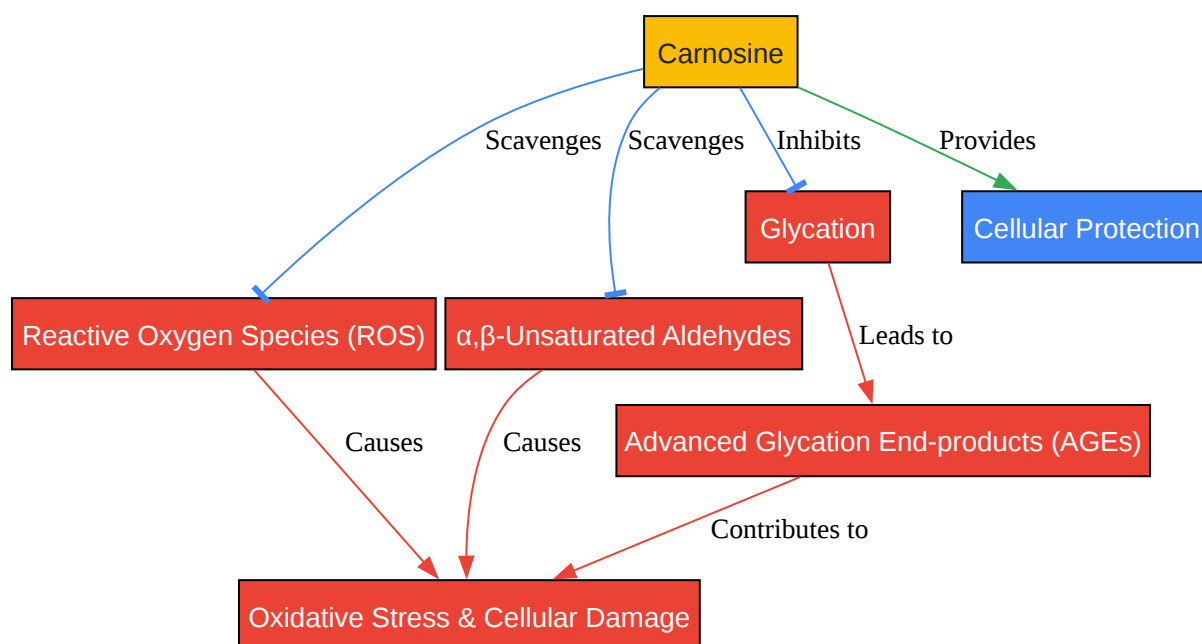 Carnosine
Scavenges
Scavenges
Inhibits
Provides
Glycation
Cellular Protection
Reactive Oxygen Species (ROS)
α,β-Unsaturated Aldehydes
Leads to
Causes
Causes
Advanced Glycation End-products (AGEs)
Contributes to
Oxidative Stress & Cellular Damage